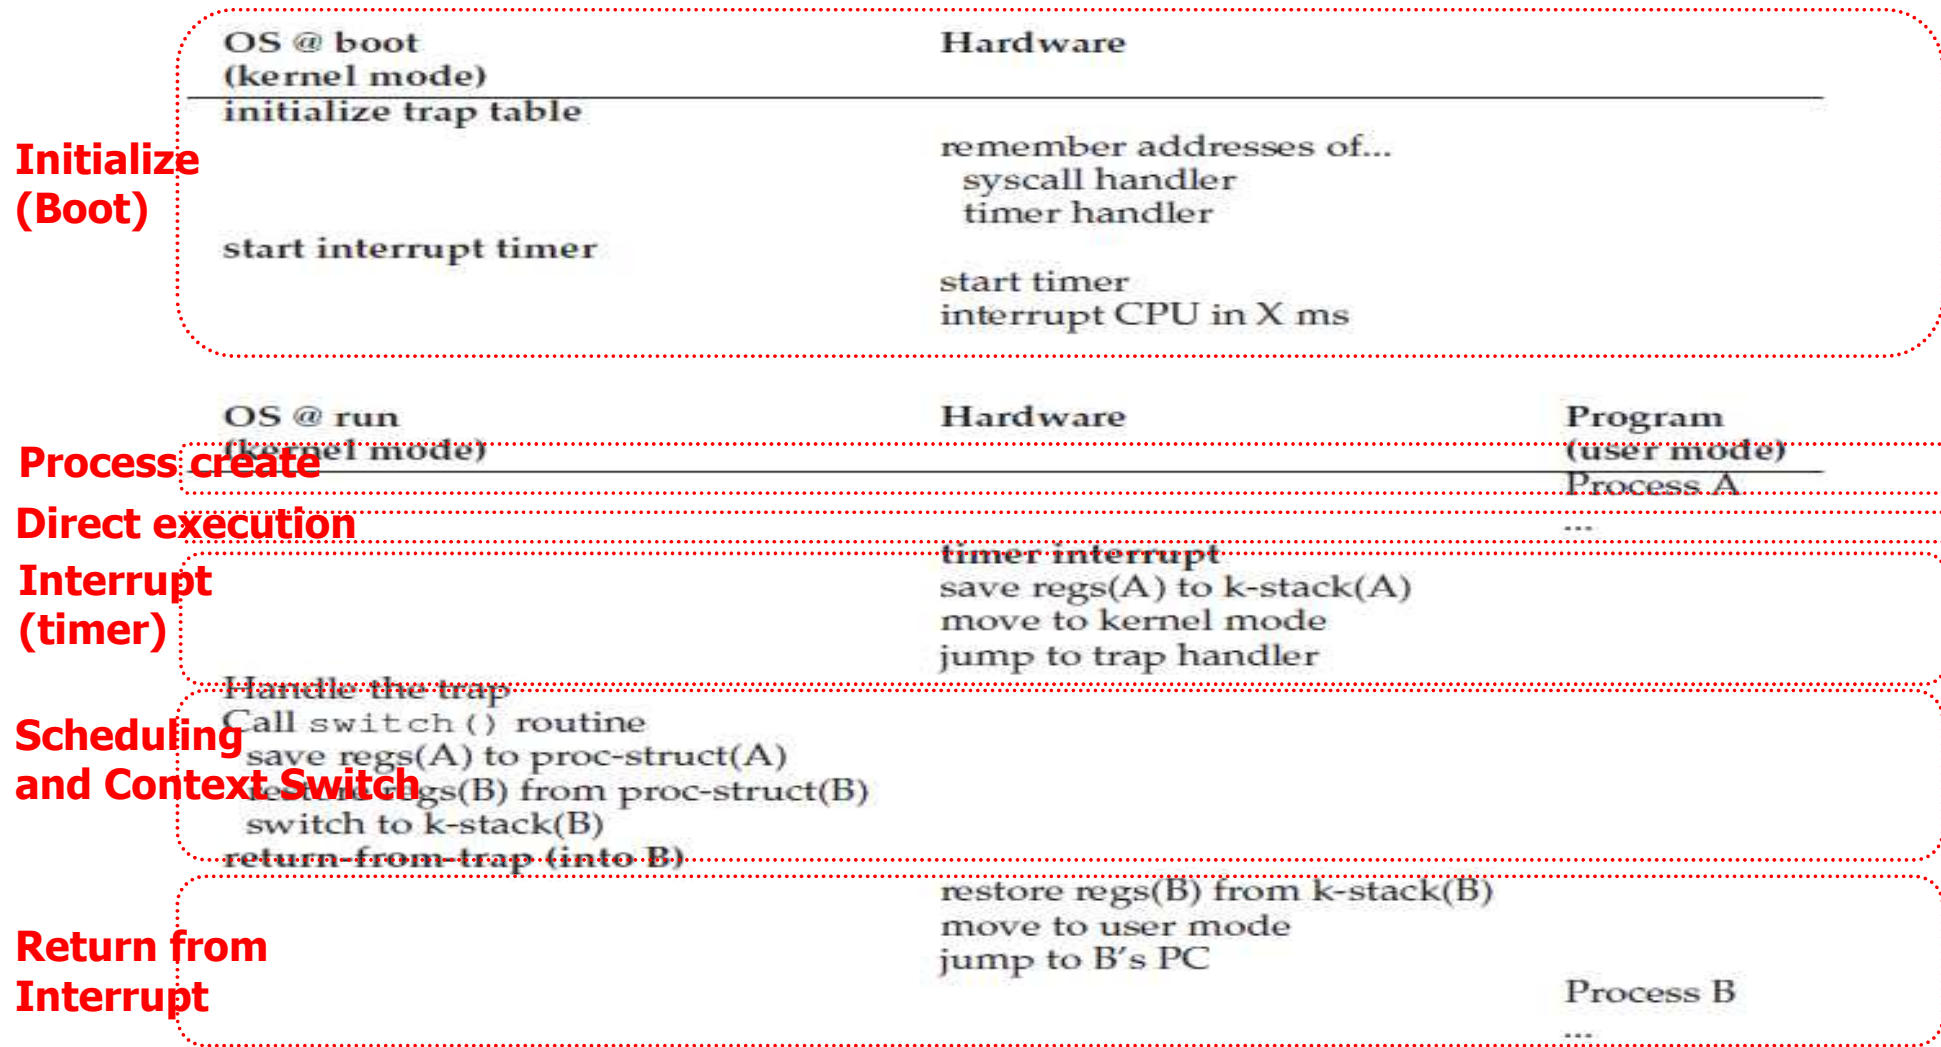 OS @ boot
(kernel mode)
Hardware
initialize trap table
Initialize
(Boot)
remember addresses of...
syscall handler
timer handler
start interrupt timer
start timer
interrupt CPU in X ms
OS @ run
(kernel mode)
Hardware
Program
(user mode)
Process create
Process A
Direct execution
...
Interrupt
(timer)
timer interrupt
save regs(A) to k-stack(A)
move to kernel mode
jump to trap handler
Handle the trap
Call switch() routine
Scheduling
and Context Switch
save regs(A) to proc-struct(A)
restore regs(B) from proc-struct(B)
switch to k-stack(B)
return-from-trap (into B)
restore regs(B) from k-stack(B)
move to user mode
jump to B's PC
Return from
Interrupt
Process B
...